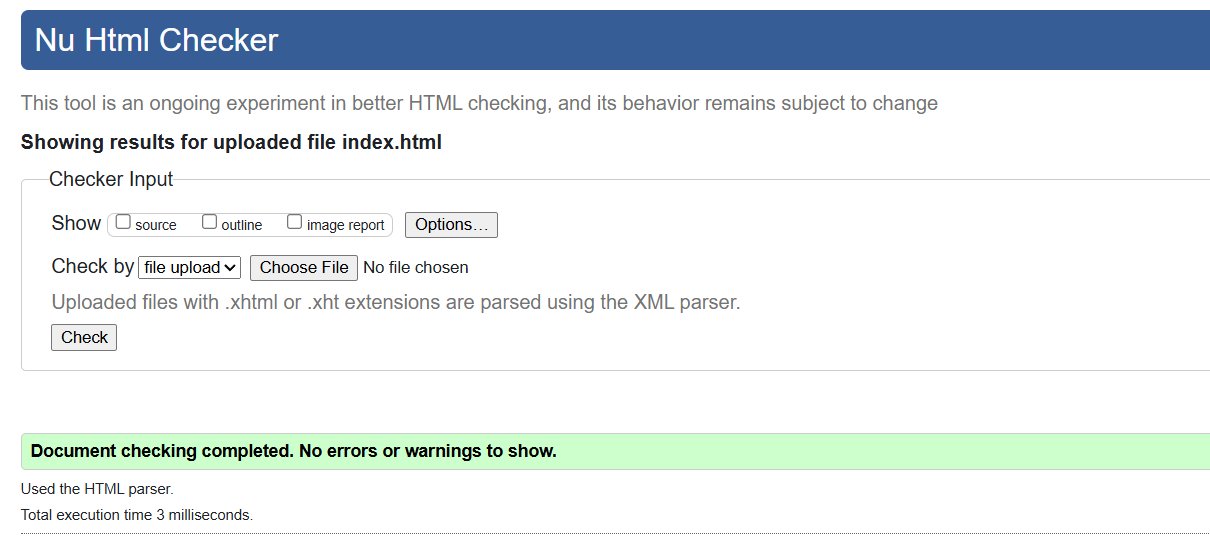 Nu Html Checker
This tool is an ongoing experiment in better HTML checking, and its behavior remains subject to change
Showing results for uploaded file index.html
Checker Input
Show source outline image report Options…
Check by file upload Choose File No file chosen
Uploaded files with .xhtml or .xht extensions are parsed using the XML parser.
Check
Document checking completed. No errors or warnings to show.
Used the HTML parser.
Total execution time 3 milliseconds.